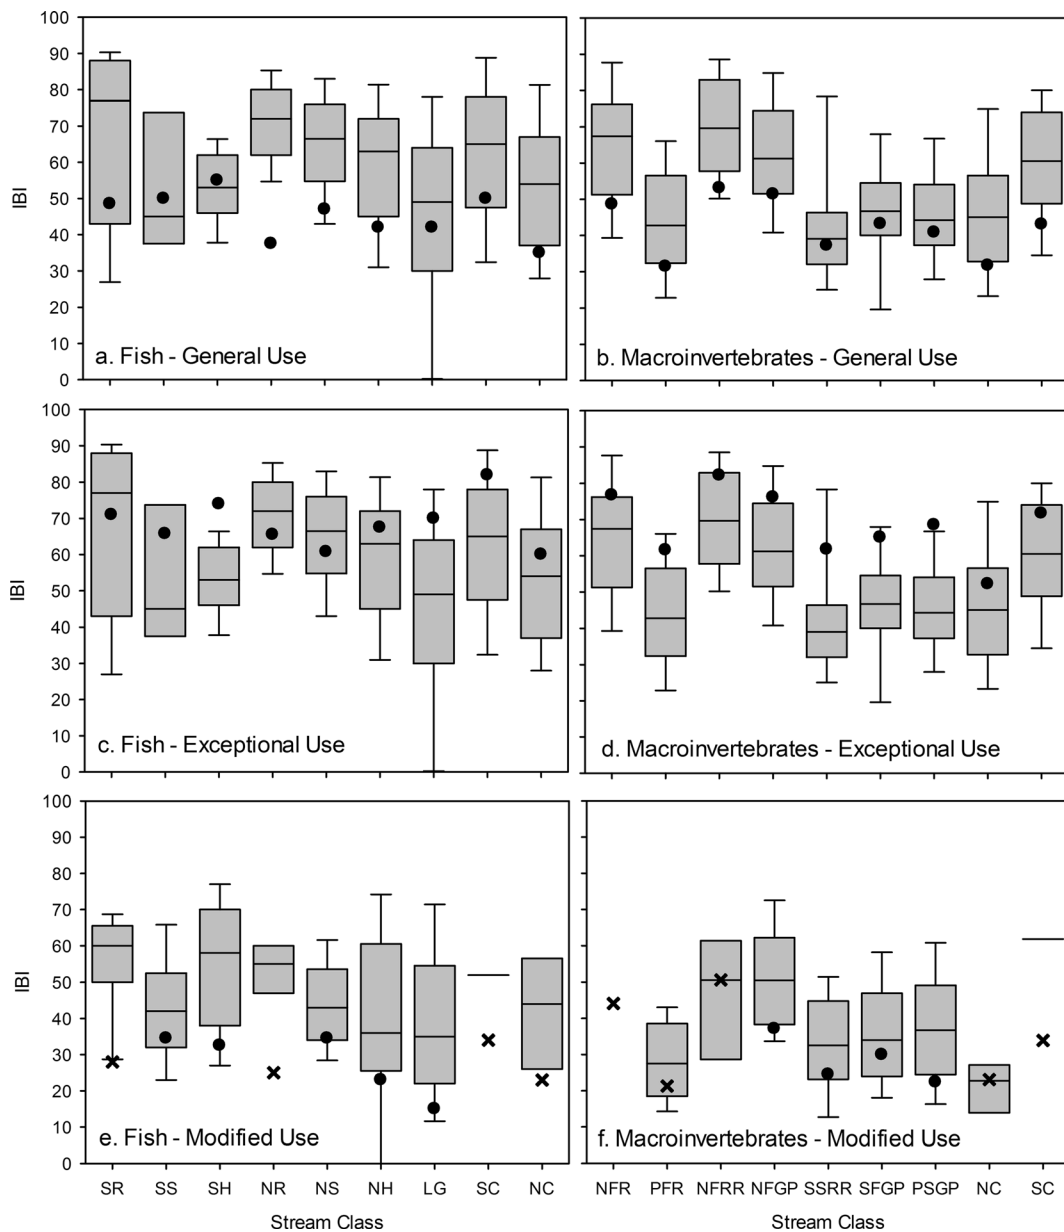 100
90
80
70
60
50
40
30
20
10
0
IBI
a. Fish - General Use
b. Macroinvertebrates - General Use
100
90
80
70
60
50
40
30
20
10
0
IBI
c. Fish - Exceptional Use
d. Macroinvertebrates - Exceptional Use
100
90
80
70
60
50
40
30
20
10
0
IBI
e. Fish - Modified Use
f. Macroinvertebrates - Modified Use
SR SS SH NR NS NH LG SC NC
NFR PFR NFRR NFGP SSRR SFGP PSGP NC SC
Stream Class
Stream Class